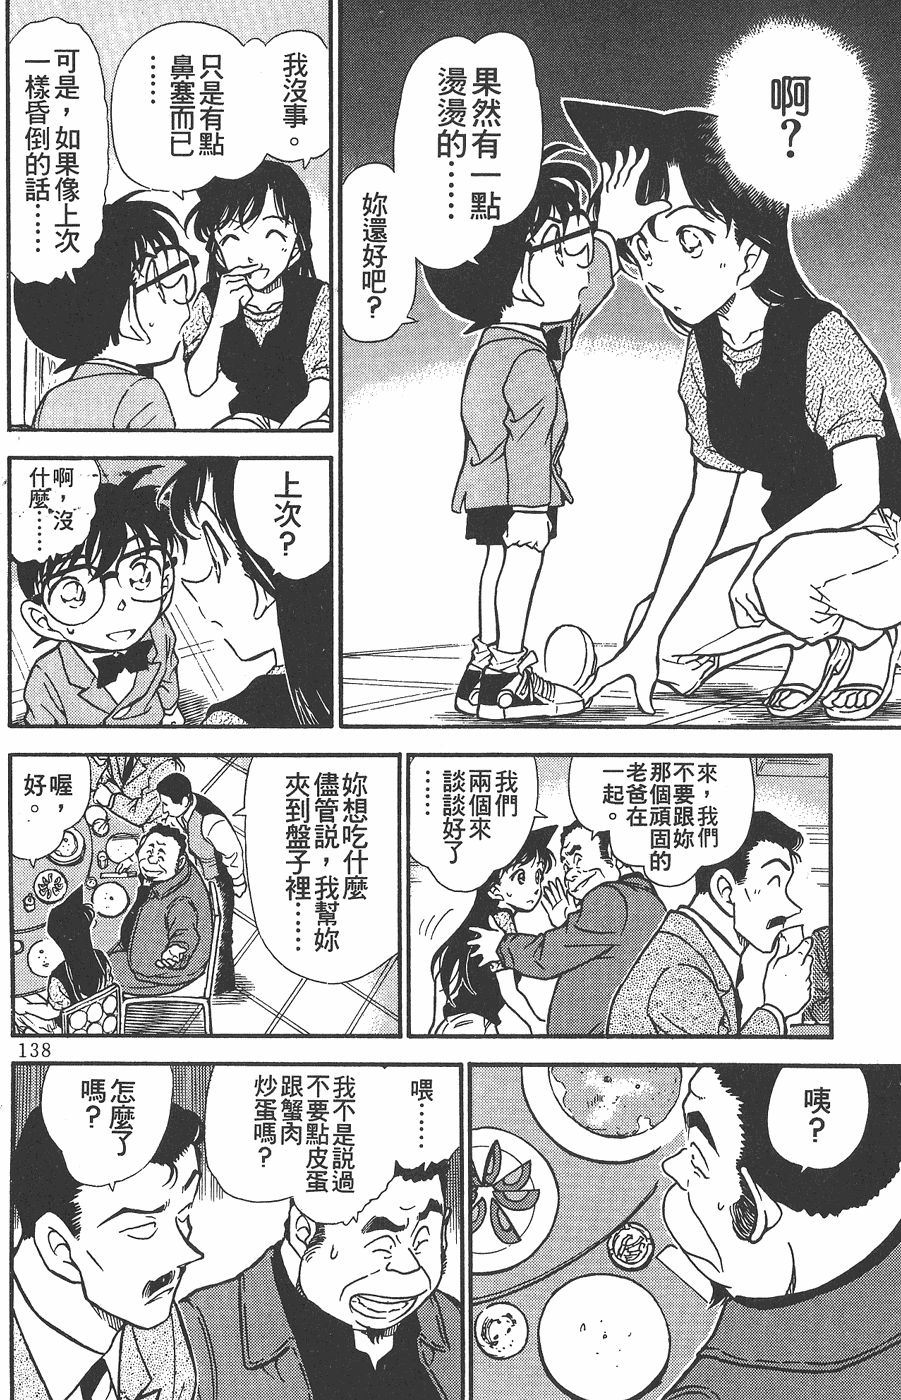 啊?
果然有一點
燙燙的……
妳還好吧?
我沒事。
只是有點
鼻塞而已
……
可是,如果像上次
一樣昏倒的話……
上次?
啊,沒
什麼……
來,我們
不要跟妳
那個頑固的
老爸在
一起。
我們
兩個來
談談好了
……
妳想吃什麼
儘管說,我幫妳
夾到盤子裡……
喔,
好。
138
咦?
喂……
我不是說過
不要點皮蛋
跟蟹肉
炒蛋嗎?
怎麼了
嗎?